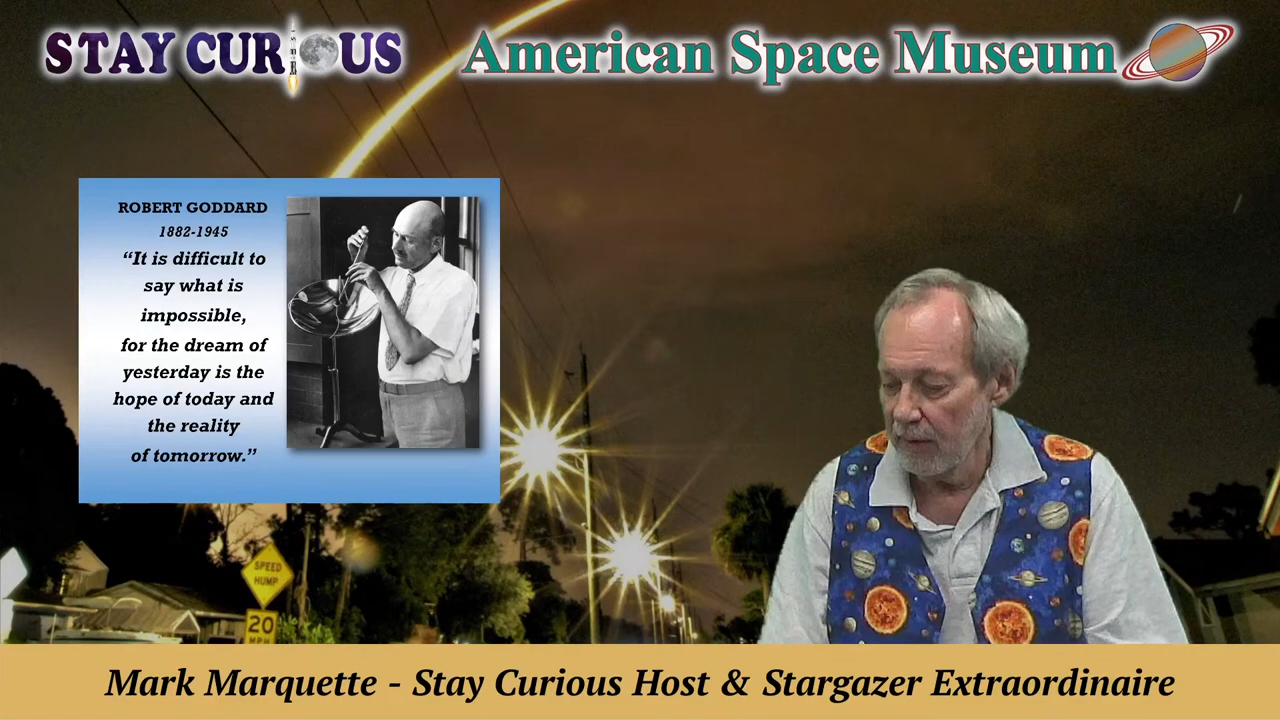 STAY CURIOUS
American Space Museum
ROBERT GODDARD
1882-1945
“It is difficult to
say what is
impossible,
for the dream of
yesterday is the
hope of today and
the reality
of tomorrow.”
SPEED
HUMP
20
MPH
Mark Marquette - Stay Curious Host & Stargazer Extraordinaire